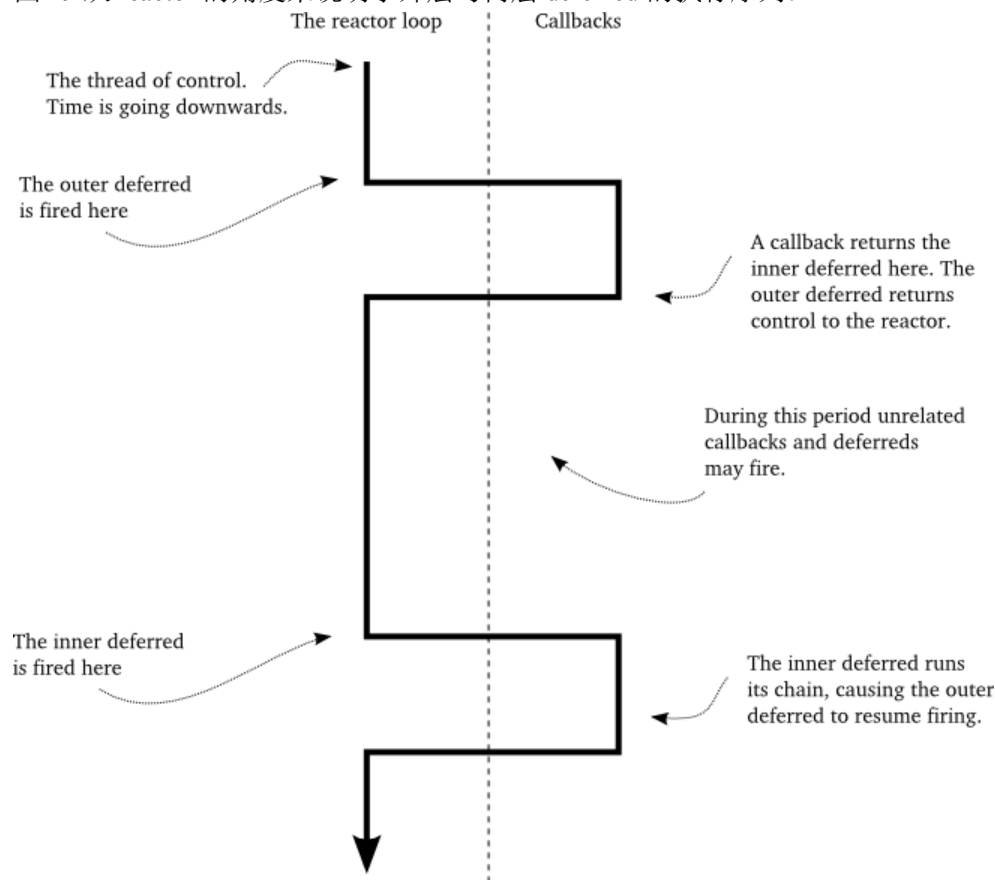 The reactor loop
Callbacks
The thread of control.
Time is going downwards.
The outer deferred
is fired here
A callback returns the
inner deferred here. The
outer deferred returns
control to the reactor.
During this period unrelated
callbacks and deferreds
may fire.
The inner deferred
is fired here
The inner deferred runs
its chain, causing the outer
deferred to resume firing.